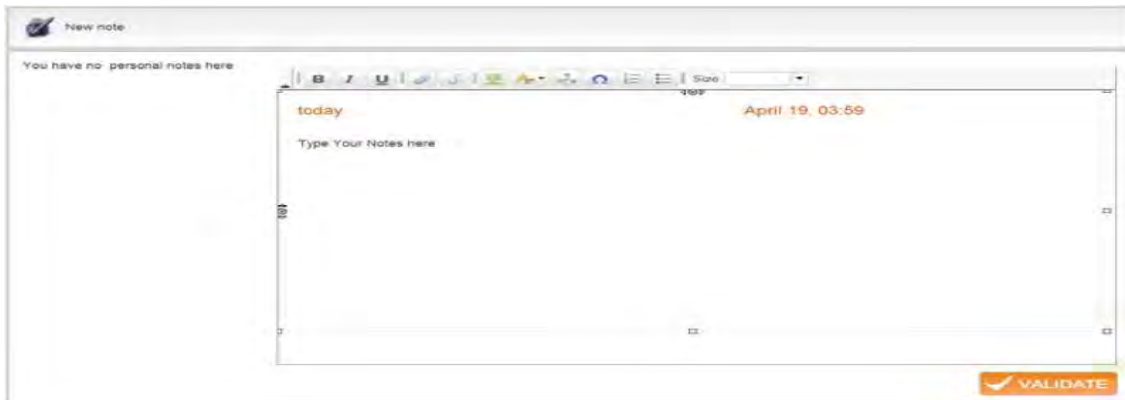 New note
You have no personal notes here
B I U Size
today April 19, 03:59
Type Your Notes here
VALIDATE